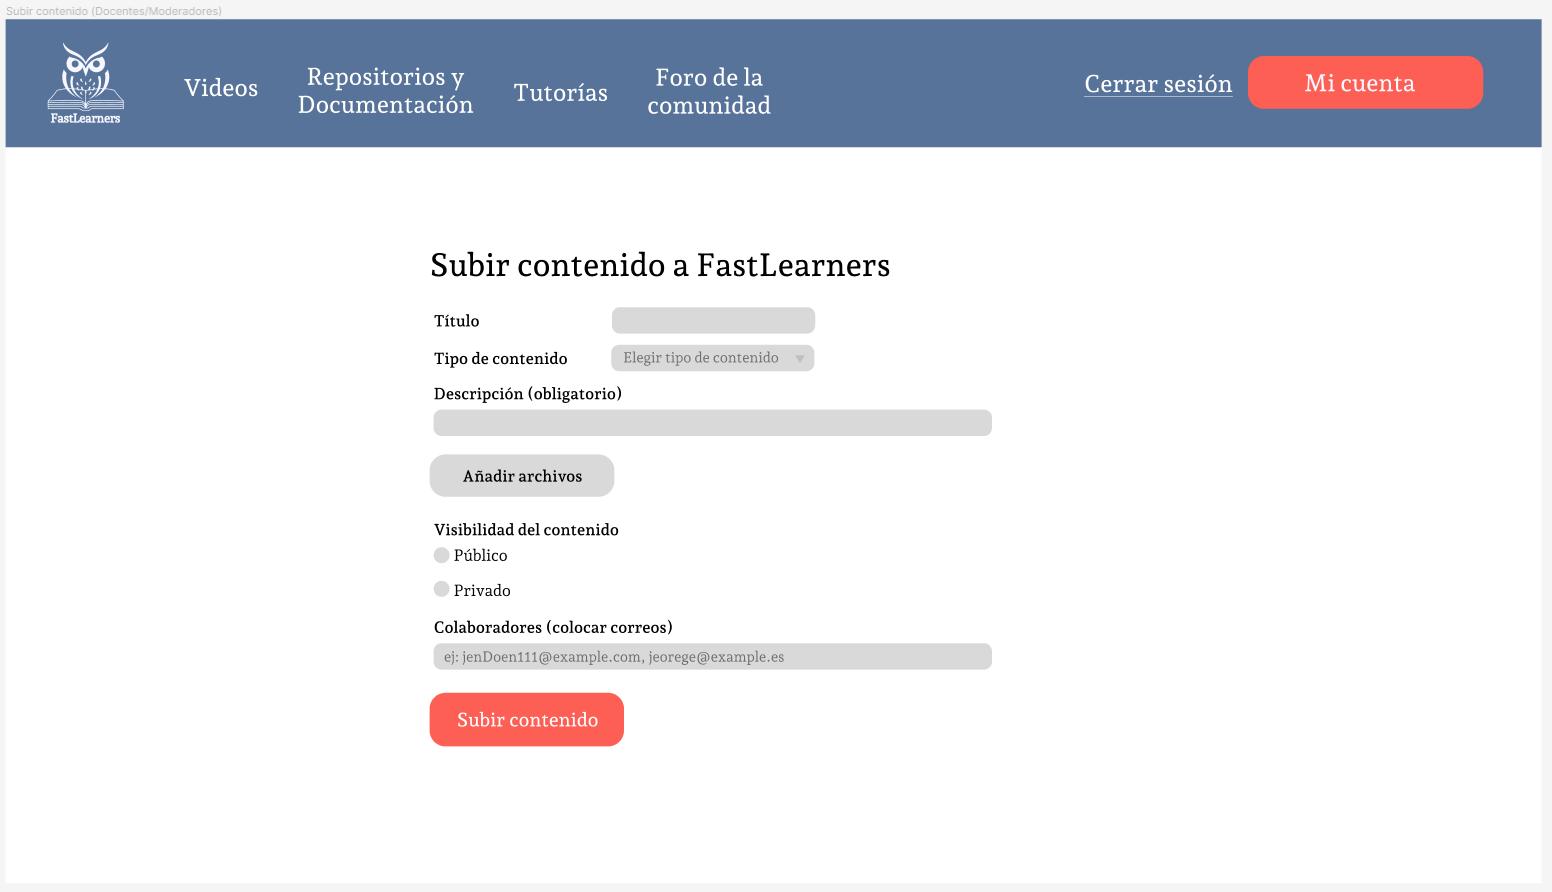 Subir contenido (Docentes/Moderadores)
FastLearners
Videos
Repositorios y
Documentación
Tutorías
Foro de la
comunidad
Cerrar sesión
Mi cuenta
Subir contenido a FastLearners
Título
Tipo de contenido
Elegir tipo de contenido
Descripción (obligatorio)
Añadir archivos
Visibilidad del contenido
Público
Privado
Colaboradores (colocar correos)
ej: jenDoen111@example.com, jeorege@example.es
Subir contenido